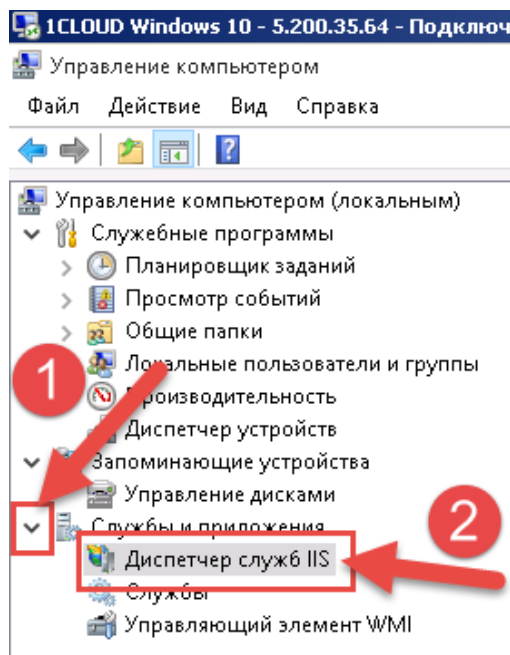 1CLOUD Windows 10 - 5.200.35.64 - Подключ
Управление компьютером
Файл Действие Вид Справка
Управление компьютером (локальным)
Служебные программы
Планировщик заданий
Просмотр событий
Общие папки
Локальные пользователи и группы
1
Производительность
Диспетчер устройств
Запоминающие устройства
Управление дисками
2
Службы и приложения
Диспетчер служб IIS
Службы
Управляющий элемент WMI